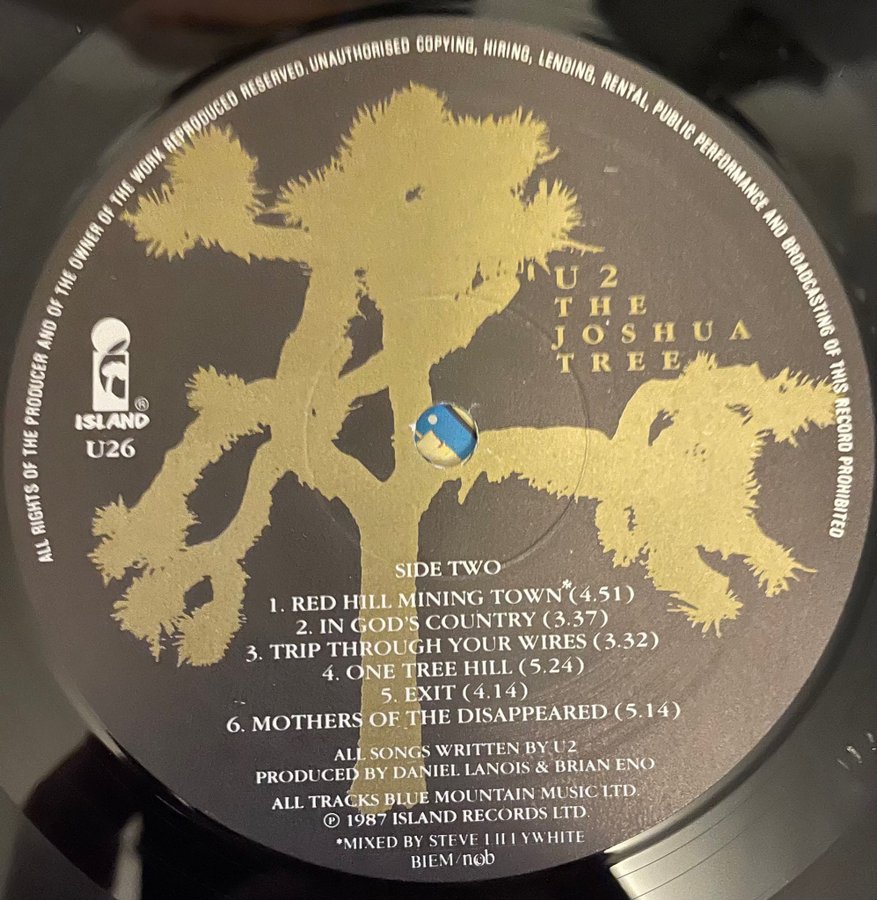 ALL RIGHTS OF THE PRODUCER AND OF THE OWNER OF THE WORK REPRODUCED RESERVED. UNAUTHORISED COPYING, HIRING, LENDING, RENTAL, PUBLIC PERFORMANCE AND BROADCASTING OF THIS RECORD PROHIBITED
U2
THE
JOSHUA
TREE
ISLAND®
U26
SIDE TWO
1. RED HILL MINING TOWN* (4.51)
2. IN GOD'S COUNTRY (3.37)
3. TRIP THROUGH YOUR WIRES (3.32)
4. ONE TREE HILL (5.24)
5. EXIT (4.14)
6. MOTHERS OF THE DISAPPEARED (5.14)
ALL SONGS WRITTEN BY U2
PRODUCED BY DANIEL LANOIS & BRIAN ENO
ALL TRACKS BLUE MOUNTAIN MUSIC LTD.
℗ 1987 ISLAND RECORDS LTD.
*MIXED BY STEVE LILLYWHITE
BIEM/ncb